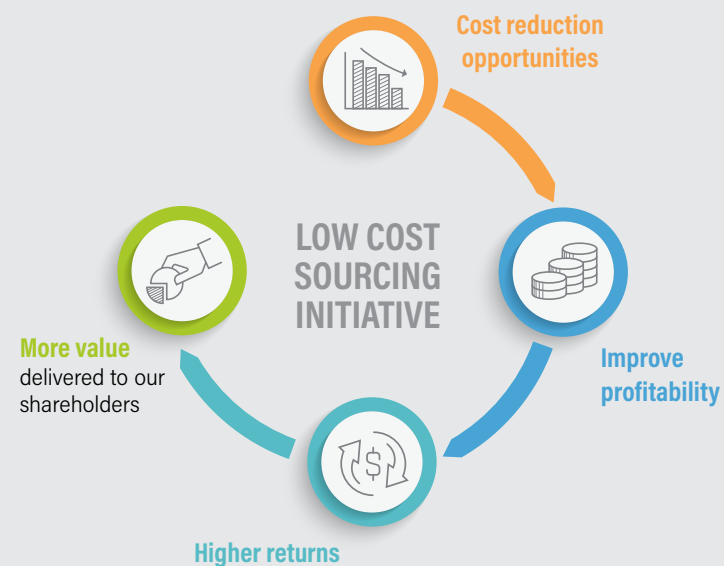 Cost reduction
opportunities
LOW COST
SOURCING
INITIATIVE
Improve
profitability
More value
delivered to our
shareholders
$
Higher returns